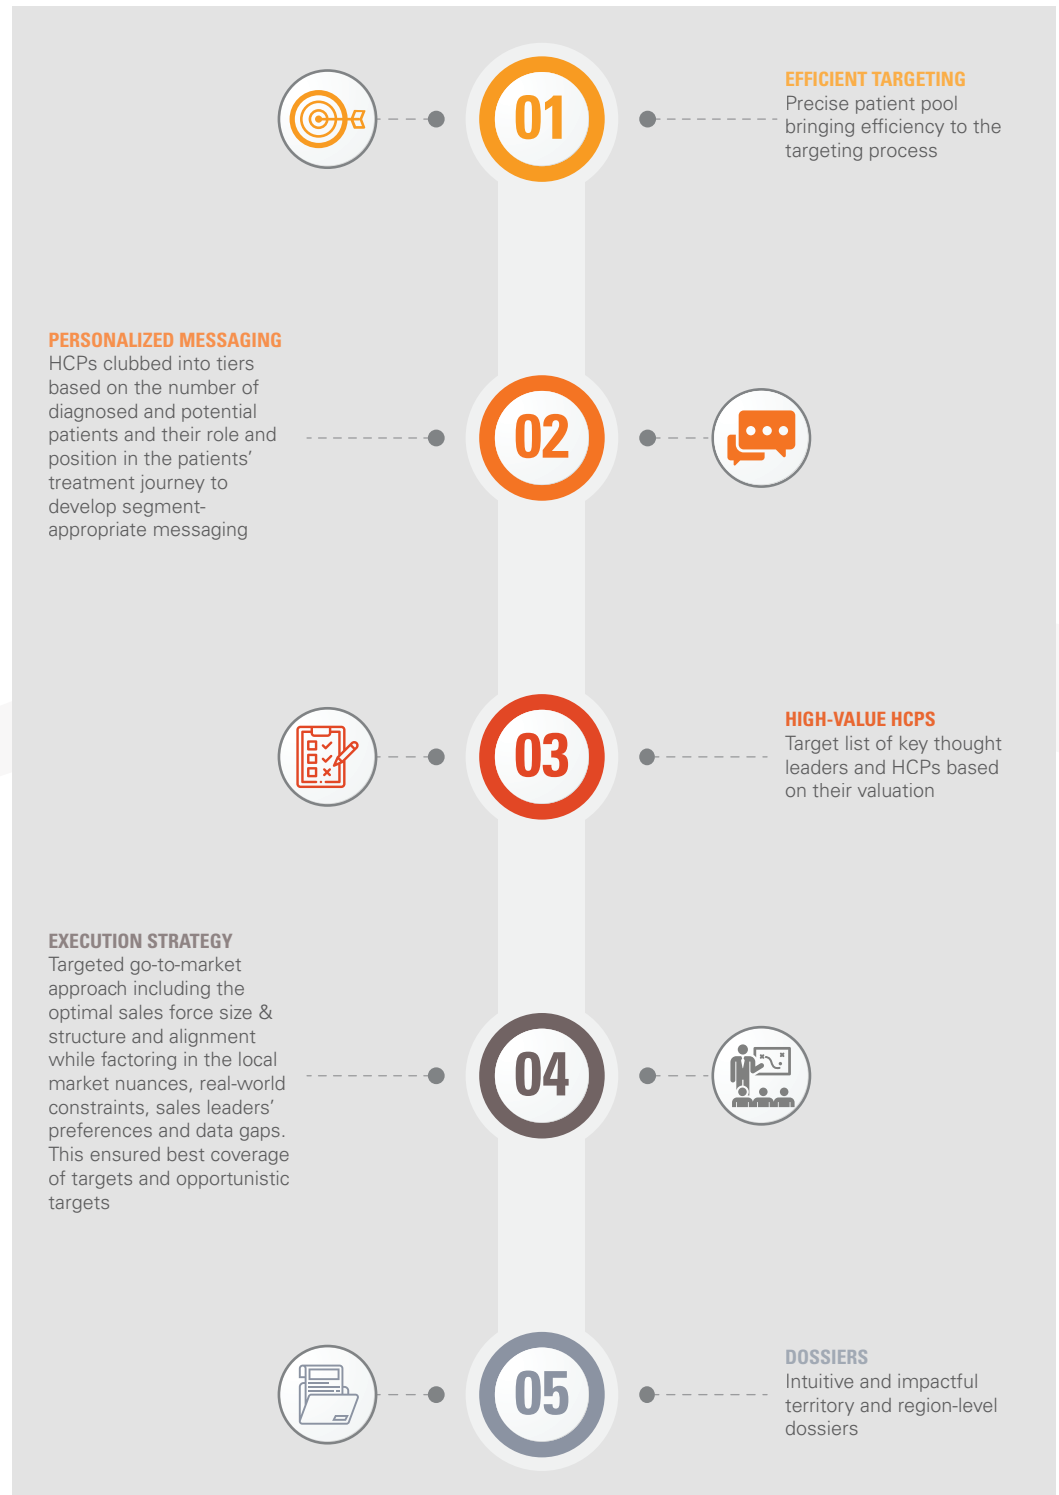 01
EFFICIENT TARGETING
Precise patient pool
bringing efficiency to the
targeting process
PERSONALIZED MESSAGING
HCPs clubbed into tiers
based on the number of
diagnosed and potential
patients and their role and
position in the patients’
treatment journey to
develop segment-
appropriate messaging
02
03
HIGH-VALUE HCPS
Target list of key thought
leaders and HCPs based
on their valuation
EXECUTION STRATEGY
Targeted go-to-market
approach including the
optimal sales force size &
structure and alignment
while factoring in the local
market nuances, real-world
constraints, sales leaders’
preferences and data gaps.
This ensured best coverage
of targets and opportunistic
targets
04
05
DOSSIERS
Intuitive and impactful
territory and region-level
dossiers